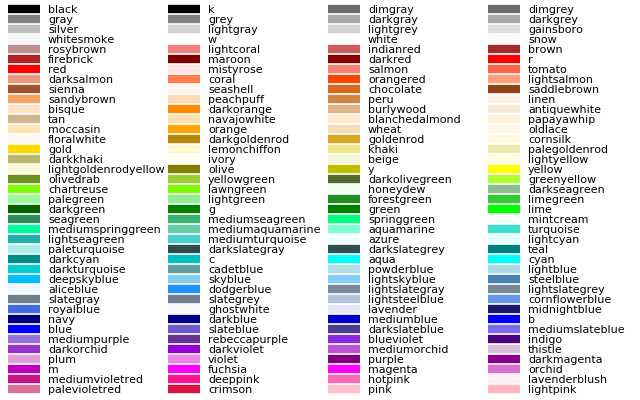 black k dimgray dimgrey
gray grey darkgray darkgrey
silver lightgray lightgrey gainsboro
whitesmoke w white snow
rosybrown lightcoral indianred brown
firebrick maroon darkred r
red mistyrose salmon tomato
darksalmon coral orangered lightsalmon
sienna seashell chocolate saddlebrown
sandybrown peachpuff peru linen
bisque darkorange burlywood antiquewhite
tan navajowhite blanchedalmond papayawhip
moccasin orange wheat oldlace
floralwhite darkgoldenrod goldenrod cornsilk
gold lemonchiffon khaki palegoldenrod
darkkhaki ivory beige lightyellow
lightgoldenrodyellow olive y yellow
olivedrab yellowgreen darkolivegreen greenyellow
chartreuse lawngreen honeydew darkseagreen
palegreen lightgreen forestgreen limegreen
darkgreen g green lime
seagreen mediumseagreen springgreen mintcream
mediumspringgreen mediumaquamarine aquamarine turquoise
lightseagreen mediumturquoise azure lightcyan
paleturquoise darkslategray darkslategrey teal
darkcyan c aqua cyan
darkturquoise cadetblue powderblue lightblue
deepskyblue skyblue lightskyblue steelblue
aliceblue dodgerblue lightslategray lightslategrey
slategray slategrey lightsteelblue cornflowerblue
royalblue ghostwhite lavender midnightblue
navy darkblue mediumblue b
blue slateblue darkslateblue mediumslateblue
mediumpurple rebeccapurple blueviolet indigo
darkorchid darkviolet mediumorchid thistle
plum violet purple darkmagenta
m fuchsia magenta orchid
mediumvioletred deeppink hotpink lavenderblush
palevioletred crimson pink lightpink